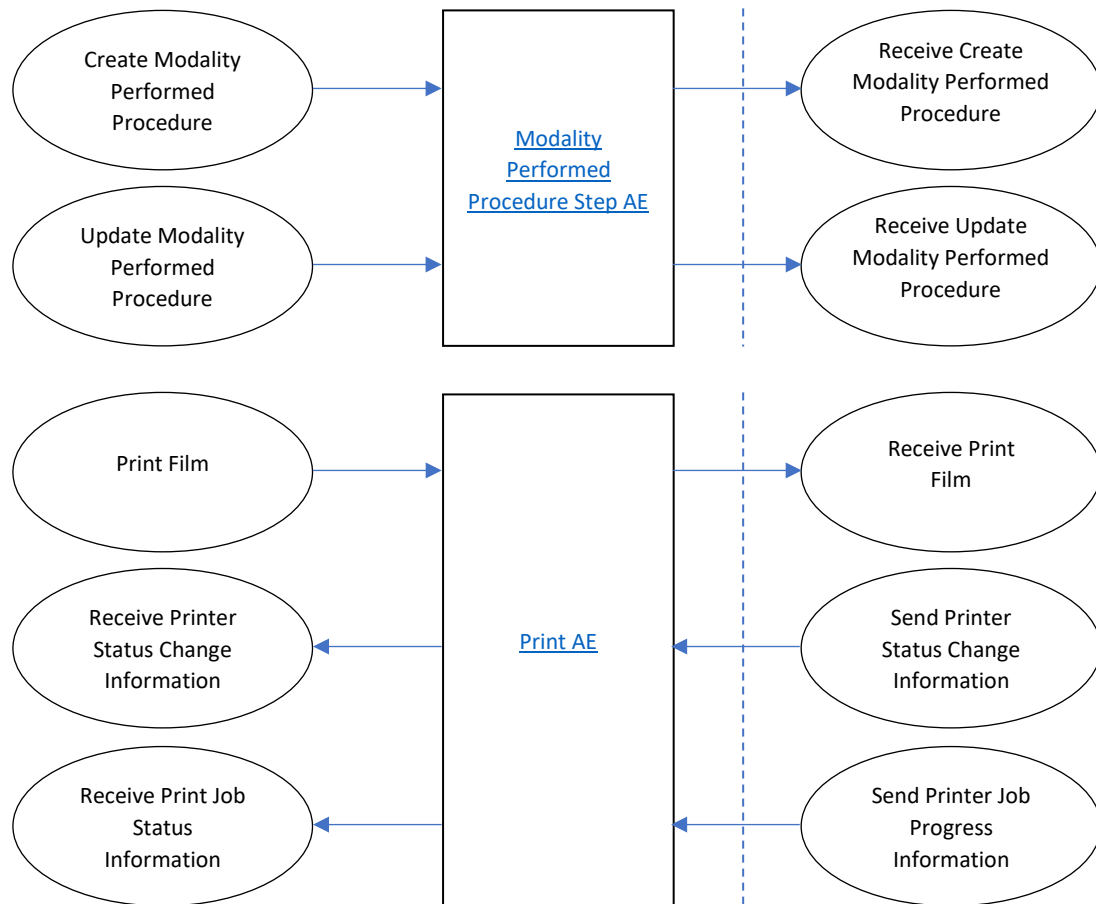 Create Modality
Performed
Procedure
Modality
Performed
Procedure Step AE
Receive Create
Modality Performed
Procedure
Update Modality
Performed
Procedure
Receive Update
Modality Performed
Procedure
Print Film
Receive Print
Film
Receive Printer
Status Change
Information
Print AE
Send Printer
Status Change
Information
Receive Print Job
Status
Information
Send Printer Job
Progress
Information